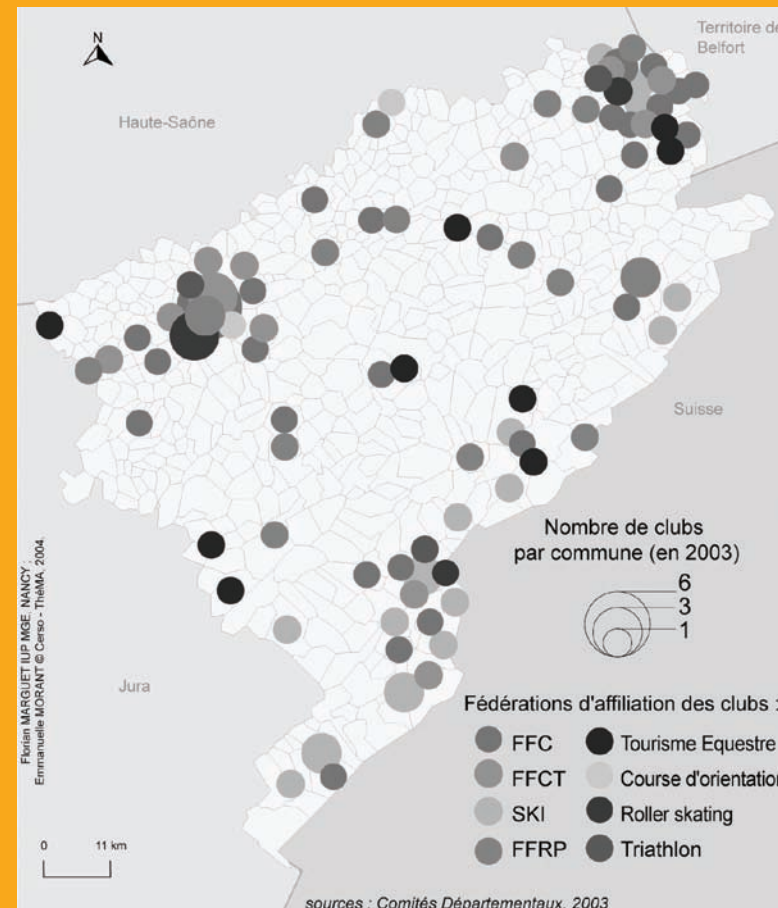 Territoire de
Belfort
N
Haute-Saône
Suisse
Nombre de clubs
par commune (en 2003)
6
3
1
Florian MARGUET IUP MGE, NANCY ;
Emmanuelle MORANT © Cerso - ThéMA, 2004.
Jura
Fédérations d'affiliation des clubs :
FFC
Tourisme Equestre
FFCT
Course d'orientation
SKI
Roller skating
FFRP
Triathlon
0 11 km
sources : Comités Départementaux, 2003